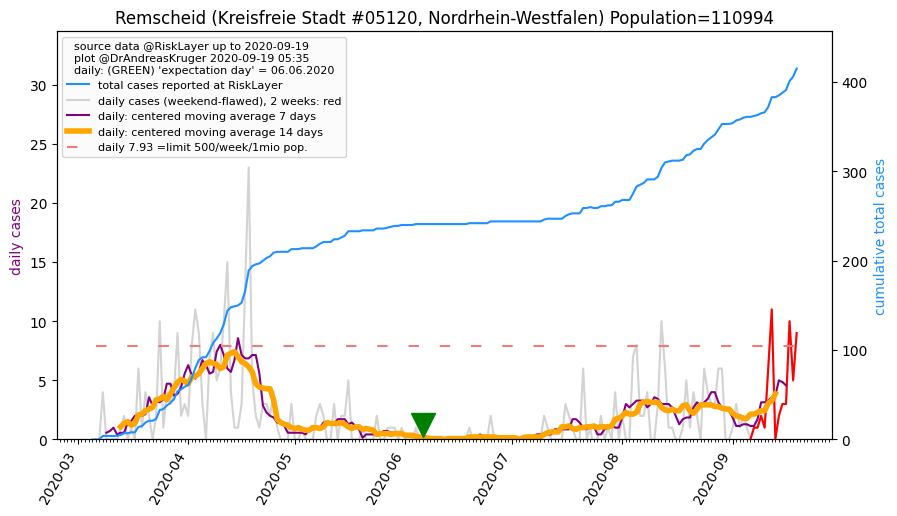 Remscheid (Kreisfreie Stadt #05120, Nordrhein-Westfalen) Population=110994
source data @RiskLayer up to 2020-09-19
plot @DrAndreasKruger 2020-09-19 05:35
daily: (GREEN) 'expectation day' = 06.06.2020
total cases reported at RiskLayer
daily cases (weekend-flawed), 2 weeks: red
daily: centered moving average 7 days
daily: centered moving average 14 days
daily 7.93 =limit 500/week/1mio pop.
daily cases
0
5
10
15
20
25
30
cumulative total cases
0
100
200
300
400
2020-03
2020-04
2020-05
2020-06
2020-07
2020-08
2020-09